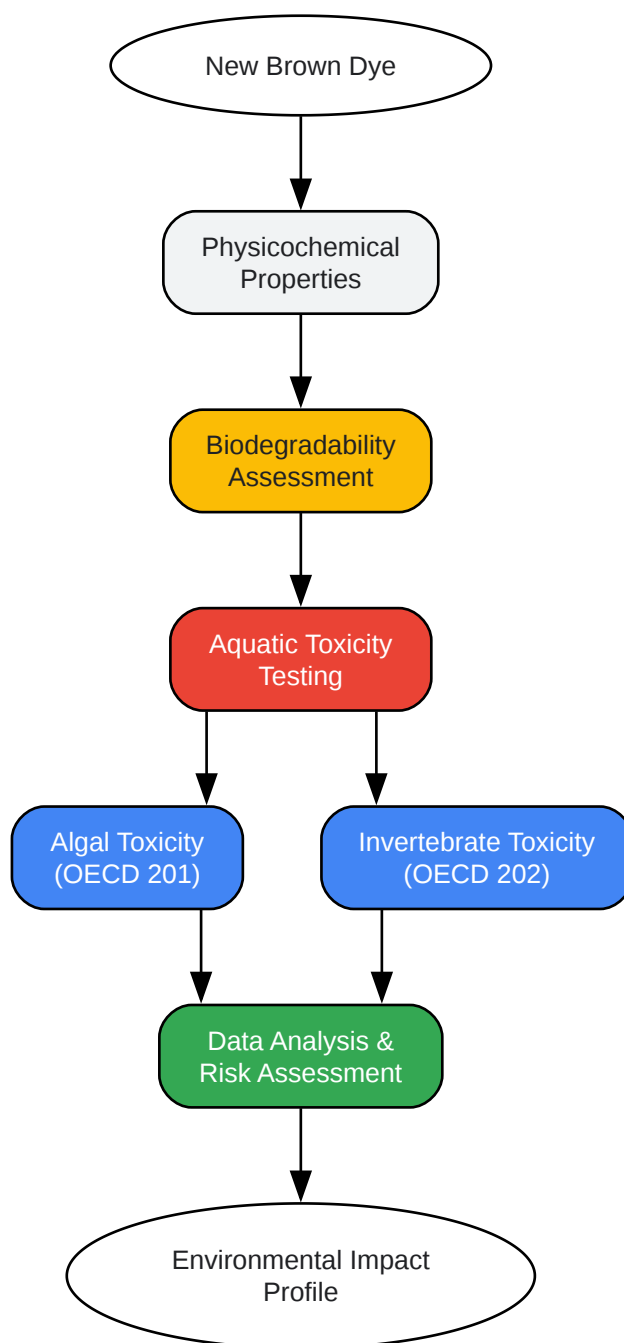 New Brown Dye
Physicochemical
Properties
Biodegradability
Assessment
Aquatic Toxicity
Testing
Algal Toxicity
(OECD 201)
Invertebrate Toxicity
(OECD 202)
Data Analysis &
Risk Assessment
Environmental Impact
Profile